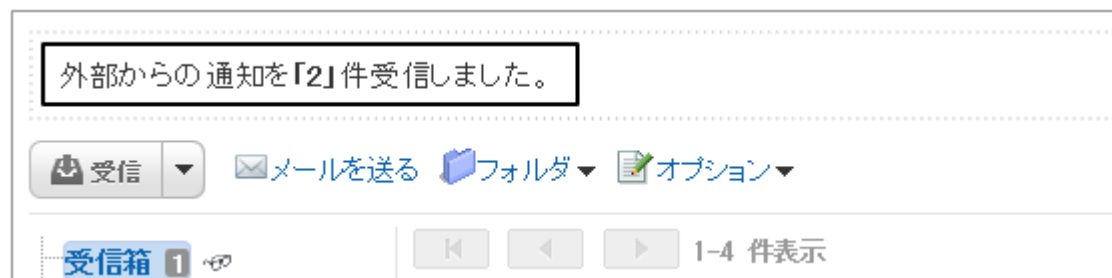 外部からの通知を「2」件受信しました。
受信 メールを送る フォルダ オプション
受信箱 1 1-4 件表示